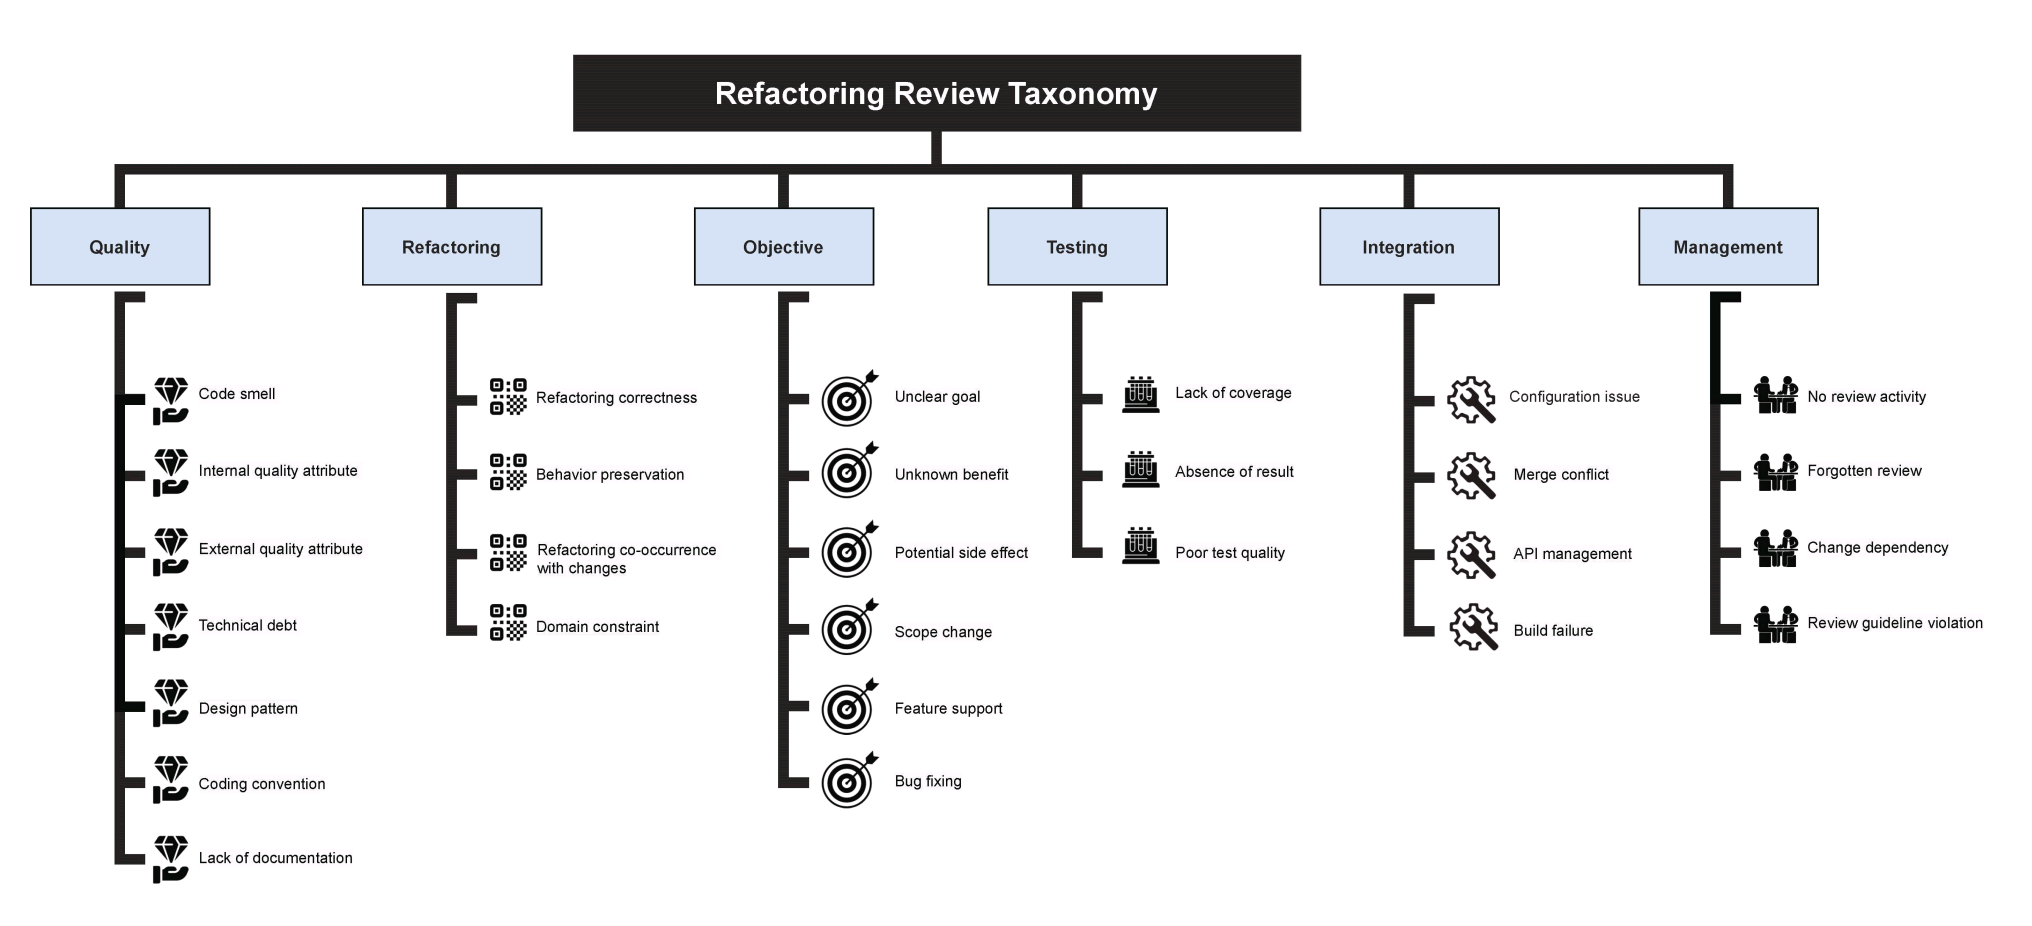 Refactoring Review Taxonomy
Quality
Refactoring
Objective
Testing
Integration
Management
Code smell
Internal quality attribute
External quality attribute
Technical debt
Design pattern
Coding convention
Lack of documentation
Refactoring correctness
Behavior preservation
Refactoring co-occurrence
with changes
Domain constraint
Unclear goal
Unknown benefit
Potential side effect
Scope change
Feature support
Bug fixing
Lack of coverage
Absence of result
Poor test quality
Configuration issue
Merge conflict
API management
Build failure
No review activity
Forgotten review
Change dependency
Review guideline violation